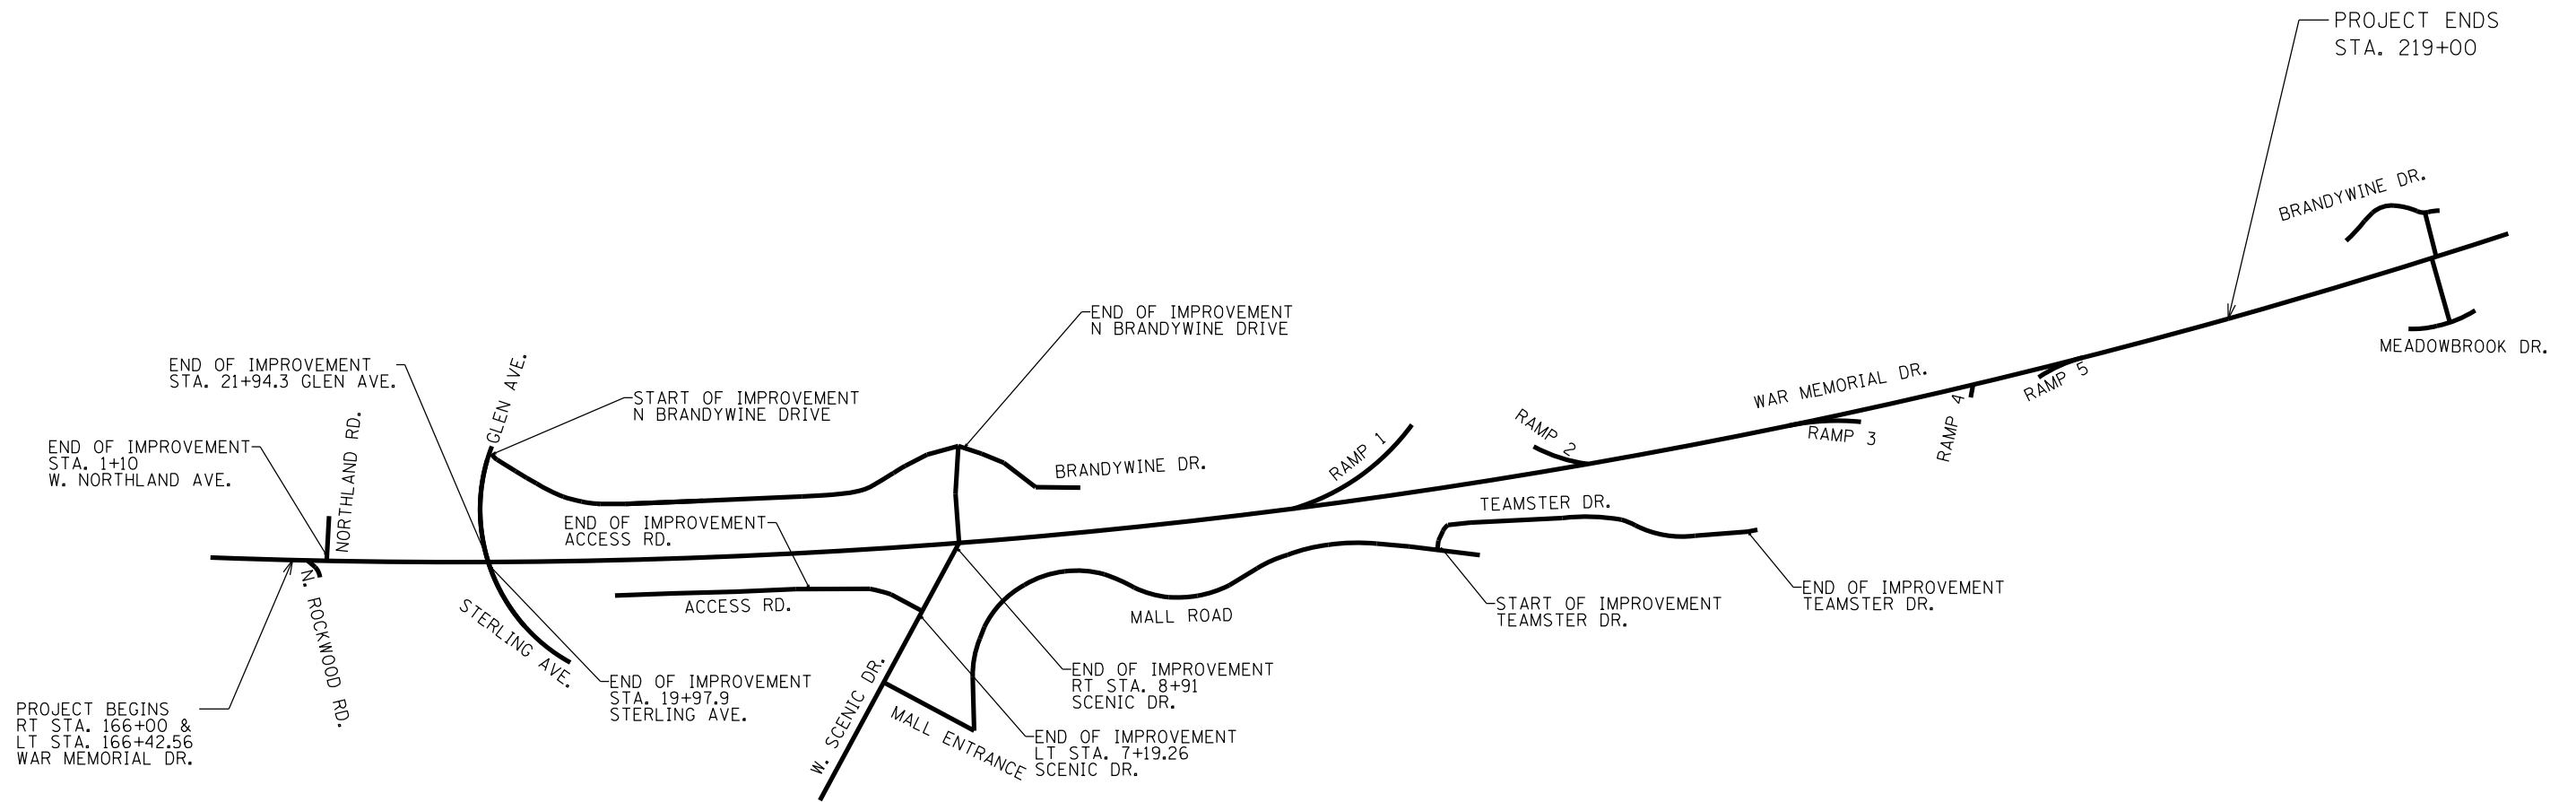 PROJECT ENDS
STA. 219+00
BRANDYWINE DR.
MEADOWBROOK DR.
END OF IMPROVEMENT
N BRANDYWINE DRIVE
END OF IMPROVEMENT
STA. 21+94.3 GLEN AVE.
GLEN AVE.
START OF IMPROVEMENT
N BRANDYWINE DRIVE
WAR MEMORIAL DR.
RAMP 5
RAMP 4
RAMP 3
RAMP 2
RAMP 1
END OF IMPROVEMENT
STA. 1+10
W. NORTHLAND AVE.
NORTHLAND RD.
BRANDYWINE DR.
TEAMSTER DR.
END OF IMPROVEMENT
ACCESS RD.
ACCESS RD.
N. ROCKWOOD RD.
STERLING AVE.
MALL ROAD
START OF IMPROVEMENT
TEAMSTER DR.
END OF IMPROVEMENT
TEAMSTER DR.
END OF IMPROVEMENT
STA. 19+97.9
STERLING AVE.
END OF IMPROVEMENT
RT STA. 8+91
SCENIC DR.
PROJECT BEGINS
RT STA. 166+00 &
LT STA. 166+42.56
WAR MEMORIAL DR.
W. SCENIC DR.
MALL ENTRANCE
END OF IMPROVEMENT
LT STA. 7+19.26
SCENIC DR.